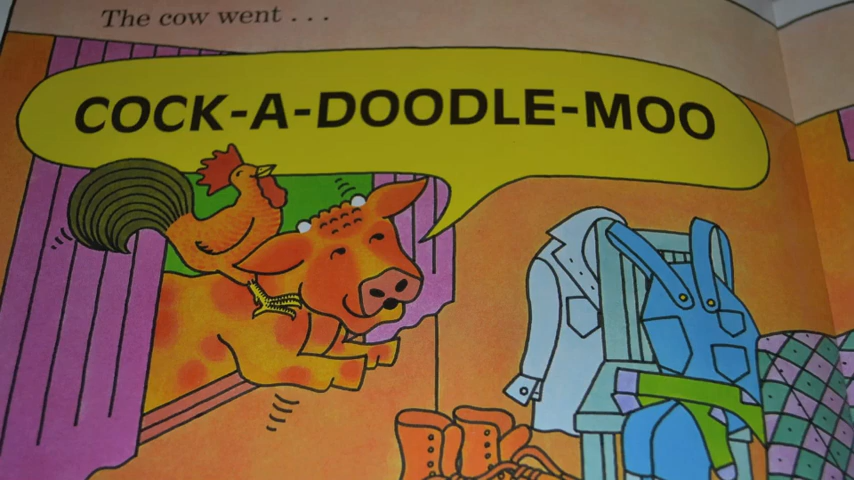 The cow went . . .
COCK-A-DOODLE-MOO